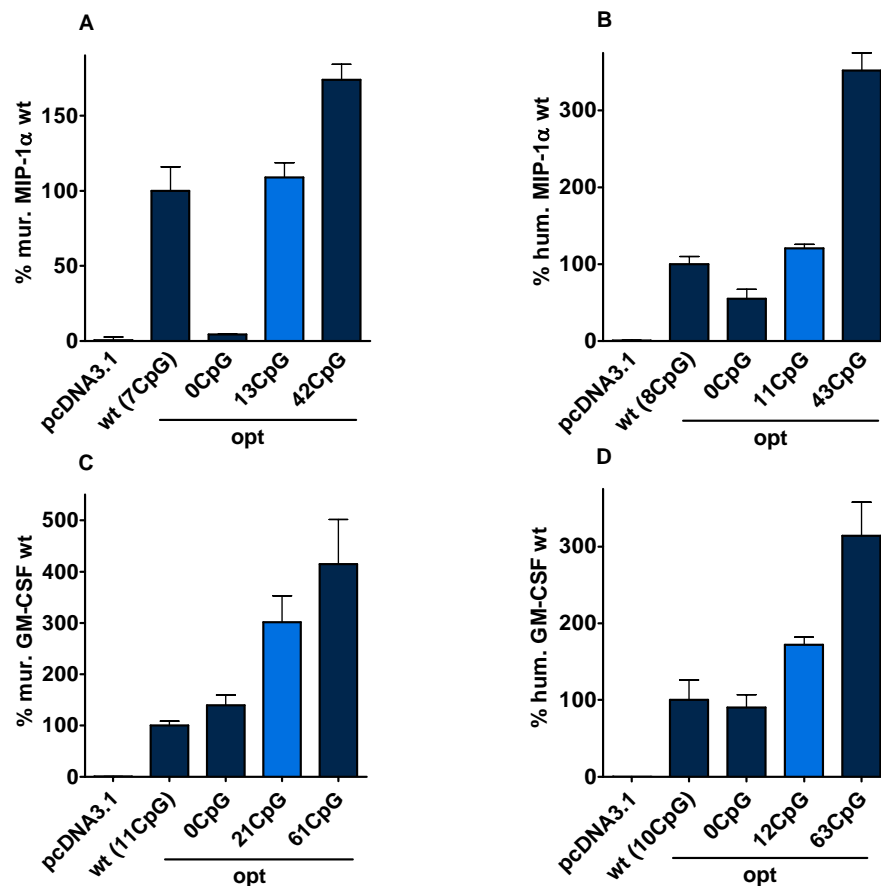 A
% mur. MIP-1α wt
150
100
50
0
pcDNA3.1
wt (7CpG)
0CpG
13CpG
42CpG
opt
B
% hum. MIP-1α wt
300
200
100
0
pcDNA3.1
wt (8CpG)
0CpG
11CpG
43CpG
opt
C
% mur. GM-CSF wt
500
400
300
200
100
0
pcDNA3.1
wt (11CpG)
0CpG
21CpG
61CpG
opt
D
% hum. GM-CSF wt
300
200
100
0
pcDNA3.1
wt (10CpG)
0CpG
12CpG
63CpG
opt